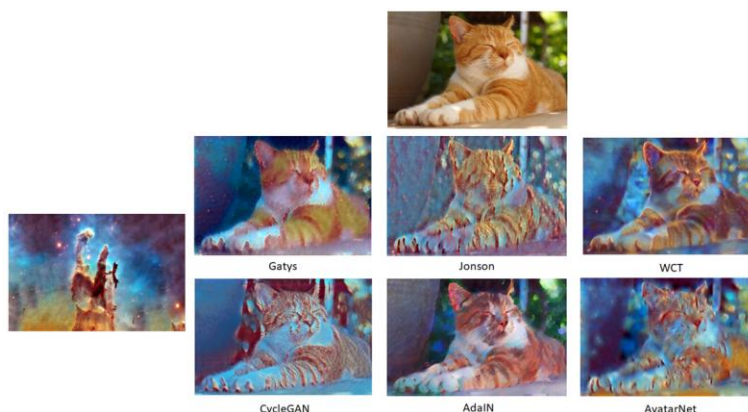 Gatys
Jonson
WCT
CycleGAN
AdaIN
AvatarNet